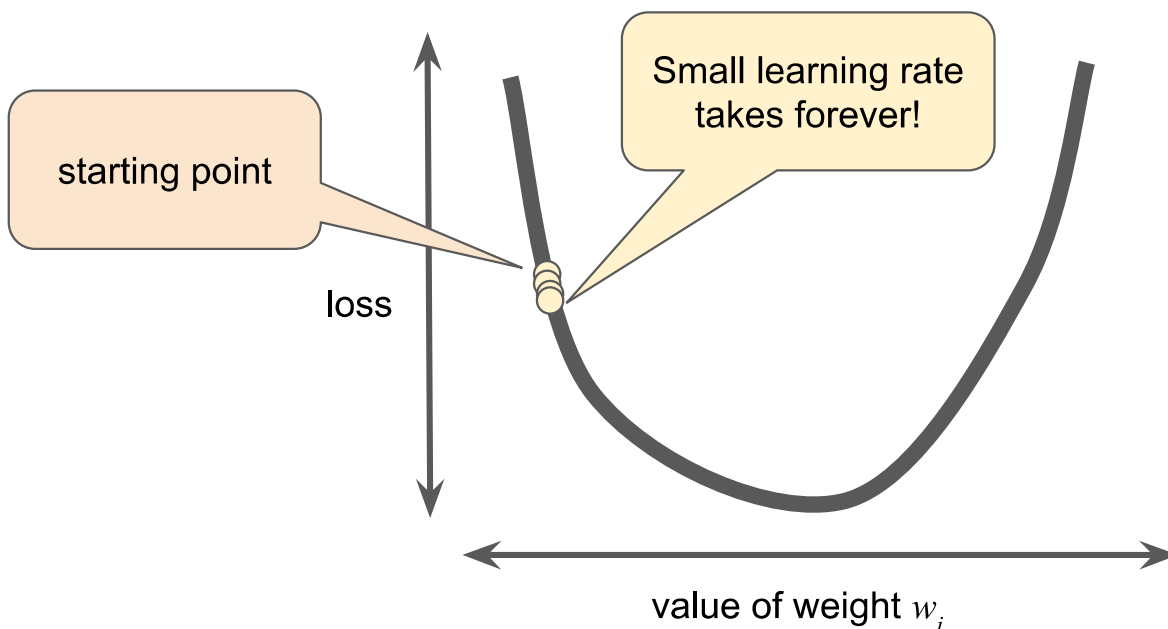 Small learning rate
takes forever!
starting point
loss
value of weight w_i